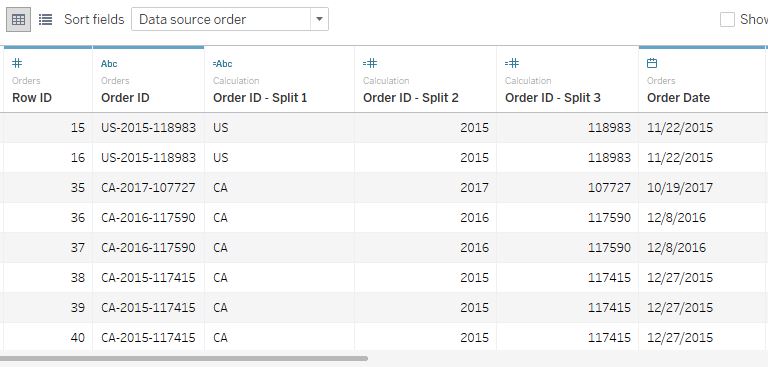 Sort fields Data source order Show
# Abc =Abc =# =#
Orders Orders Calculation Calculation Calculation Orders
Row ID Order ID Order ID - Split 1 Order ID - Split 2 Order ID - Split 3 Order Date
15 US-2015-118983 US 2015 118983 11/22/2015
16 US-2015-118983 US 2015 118983 11/22/2015
35 CA-2017-107727 CA 2017 107727 10/19/2017
36 CA-2016-117590 CA 2016 117590 12/8/2016
37 CA-2016-117590 CA 2016 117590 12/8/2016
38 CA-2015-117415 CA 2015 117415 12/27/2015
39 CA-2015-117415 CA 2015 117415 12/27/2015
40 CA-2015-117415 CA 2015 117415 12/27/2015